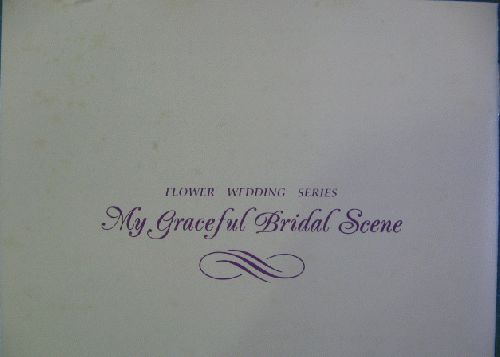 FLOWER WEDDING SERIES
My Graceful Bridal Scene